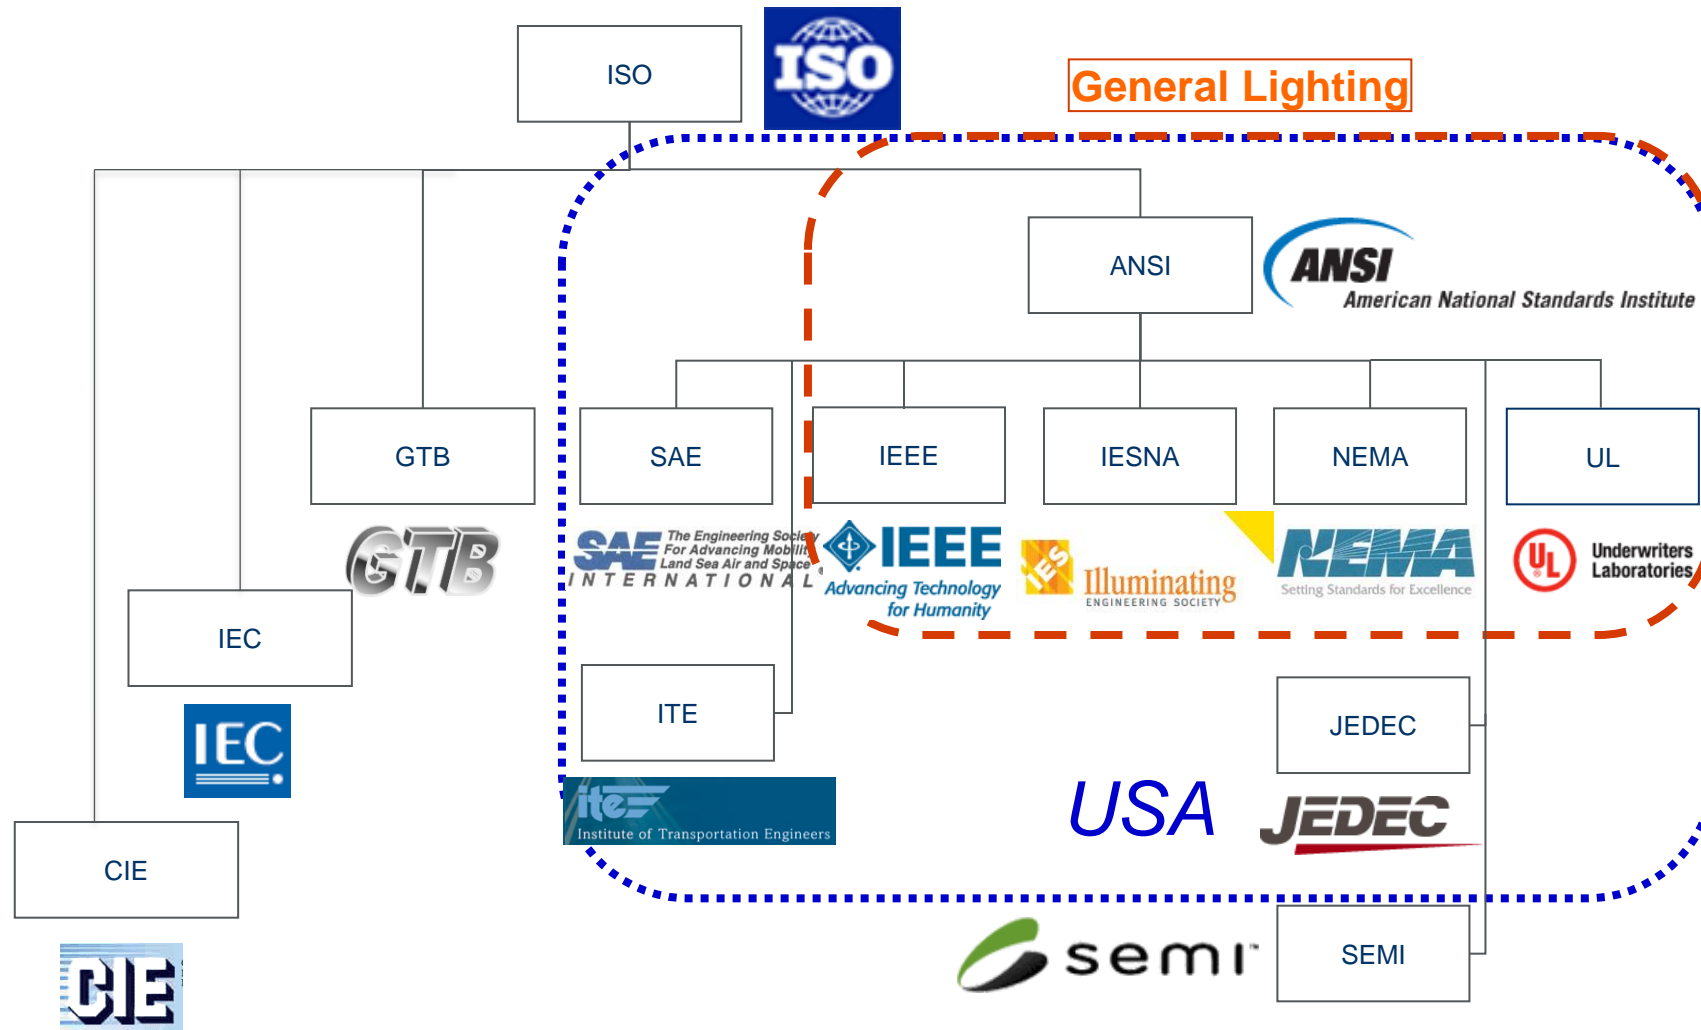 ISO
ISO
General Lighting
ANSI
ANSI
American National Standards Institute
GTB
SAE
IEEE
IESNA
NEMA
UL
GTB
SAE The Engineering Society
For Advancing Mobility
Land Sea Air and Space
INTERNATIONAL
IEEE
Advancing Technology
for Humanity
IES
Illuminating
ENGINEERING SOCIETY
NEMA
Setting Standards for Excellence
UL
Underwriters
Laboratories
IEC
IEC
ITE
ite
Institute of Transportation Engineers
JEDEC
USA
JEDEC
CIE
CIE
semi
SEMI